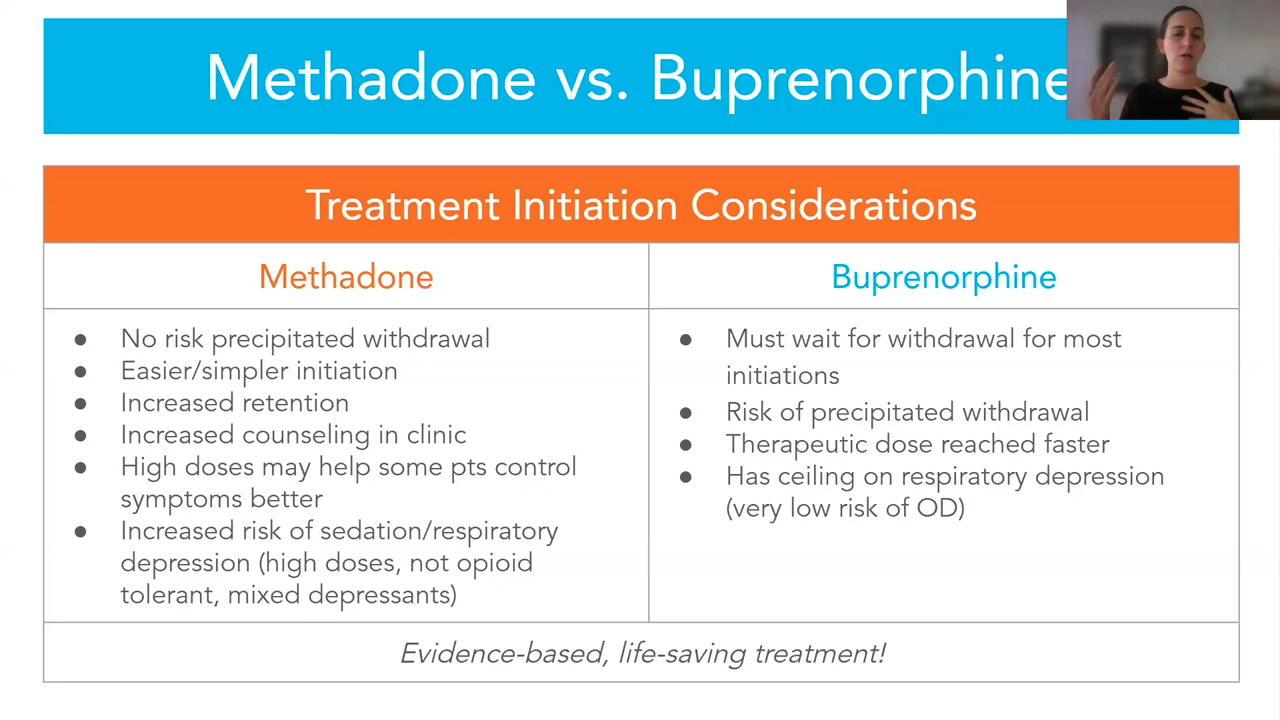 Methadone vs. Buprenorphine
Treatment Initiation Considerations
Methadone
● No risk precipitated withdrawal
● Easier/simpler initiation
● Increased retention
● Increased counseling in clinic
● High doses may help some pts control
symptoms better
● Increased risk of sedation/respiratory
depression (high doses, not opioid
tolerant, mixed depressants)
Buprenorphine
● Must wait for withdrawal for most
initiations
● Risk of precipitated withdrawal
● Therapeutic dose reached faster
● Has ceiling on respiratory depression
(very low risk of OD)
Evidence-based, life-saving treatment!